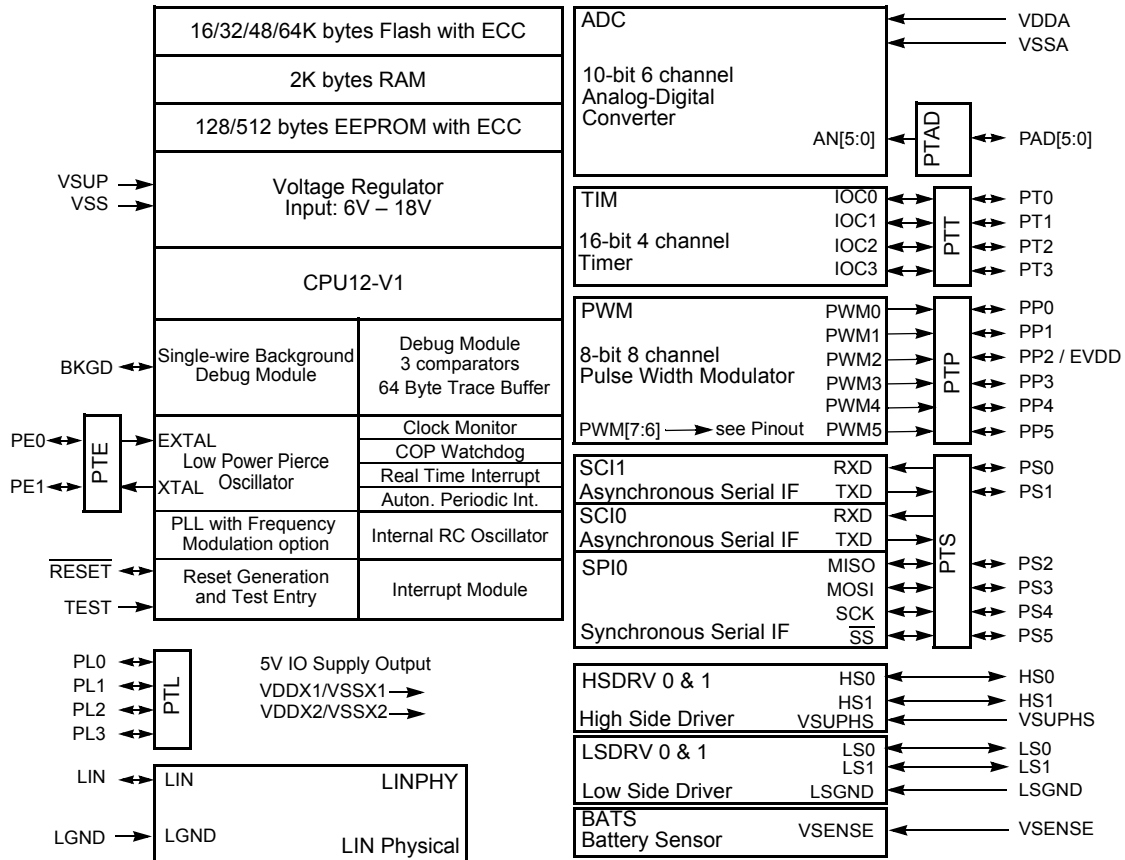 16/32/48/64K bytes Flash with ECC
2K bytes RAM
128/512 bytes EEPROM with ECC
VSUP
VSS
Voltage Regulator
Input: 6V – 18V
CPU12-V1
BKGD
Single-wire Background
Debug Module
Debug Module
3 comparators
64 Byte Trace Buffer
PE0
PE1
PTE
EXTAL
Low Power Pierce
Oscillator
XTAL
Clock Monitor
COP Watchdog
Real Time Interrupt
Auton. Periodic Int.
PLL with Frequency
Modulation option
Internal RC Oscillator
RESET
TEST
Reset Generation
and Test Entry
Interrupt Module
PL0
PL1
PL2
PL3
PTL
5V IO Supply Output
VDDX1/VSSX1
VDDX2/VSSX2
LIN
LIN
LINPHY
LGND
LGND
LIN Physical
ADC
10-bit 6 channel
Analog-Digital
Converter
AN[5:0]
PTAD
VDDA
VSSA
PAD[5:0]
TIM
16-bit 4 channel
Timer
IOC0
IOC1
IOC2
IOC3
PTT
PT0
PT1
PT2
PT3
PWM
8-bit 8 channel
Pulse Width Modulator
PWM[7:6] see Pinout
PWM0
PWM1
PWM2
PWM3
PWM4
PWM5
PTP
PP0
PP1
PP2 / EVDD
PP3
PP4
PP5
SCI1
Asynchronous Serial IF
RXD
TXD
SCI0
Asynchronous Serial IF
RXD
TXD
SPI0
Synchronous Serial IF
MISO
MOSI
SCK
SS
PTS
PS0
PS1
PS2
PS3
PS4
PS5
HSDRV 0 & 1
High Side Driver
HS0
HS1
VSUPHS
HS0
HS1
VSUPHS
LSDRV 0 & 1
Low Side Driver
LS0
LS1
LSGND
LS0
LS1
LSGND
BATS
Battery Sensor
VSENSE
VSENSE